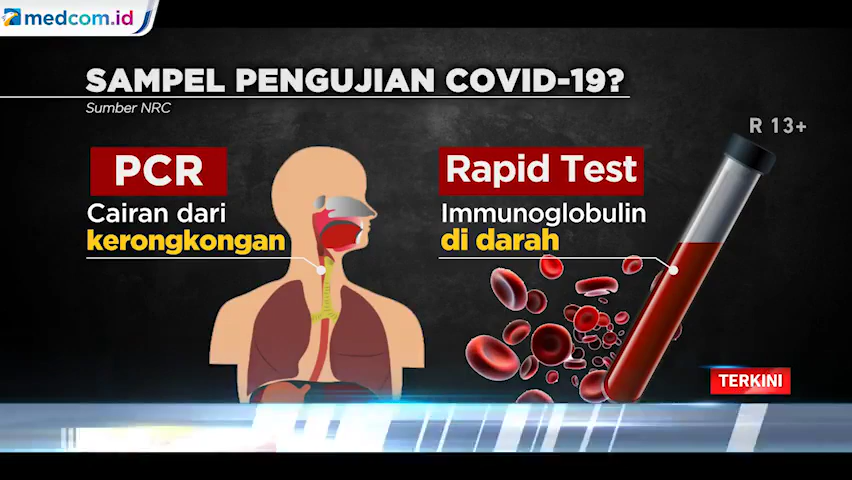 medcom.id
SAMPEL PENGUJIAN COVID-19?
Sumber NRC
R 13+
PCR
Cairan dari
kerongkongan
Rapid Test
Immunoglobulin
di darah
TERKINI